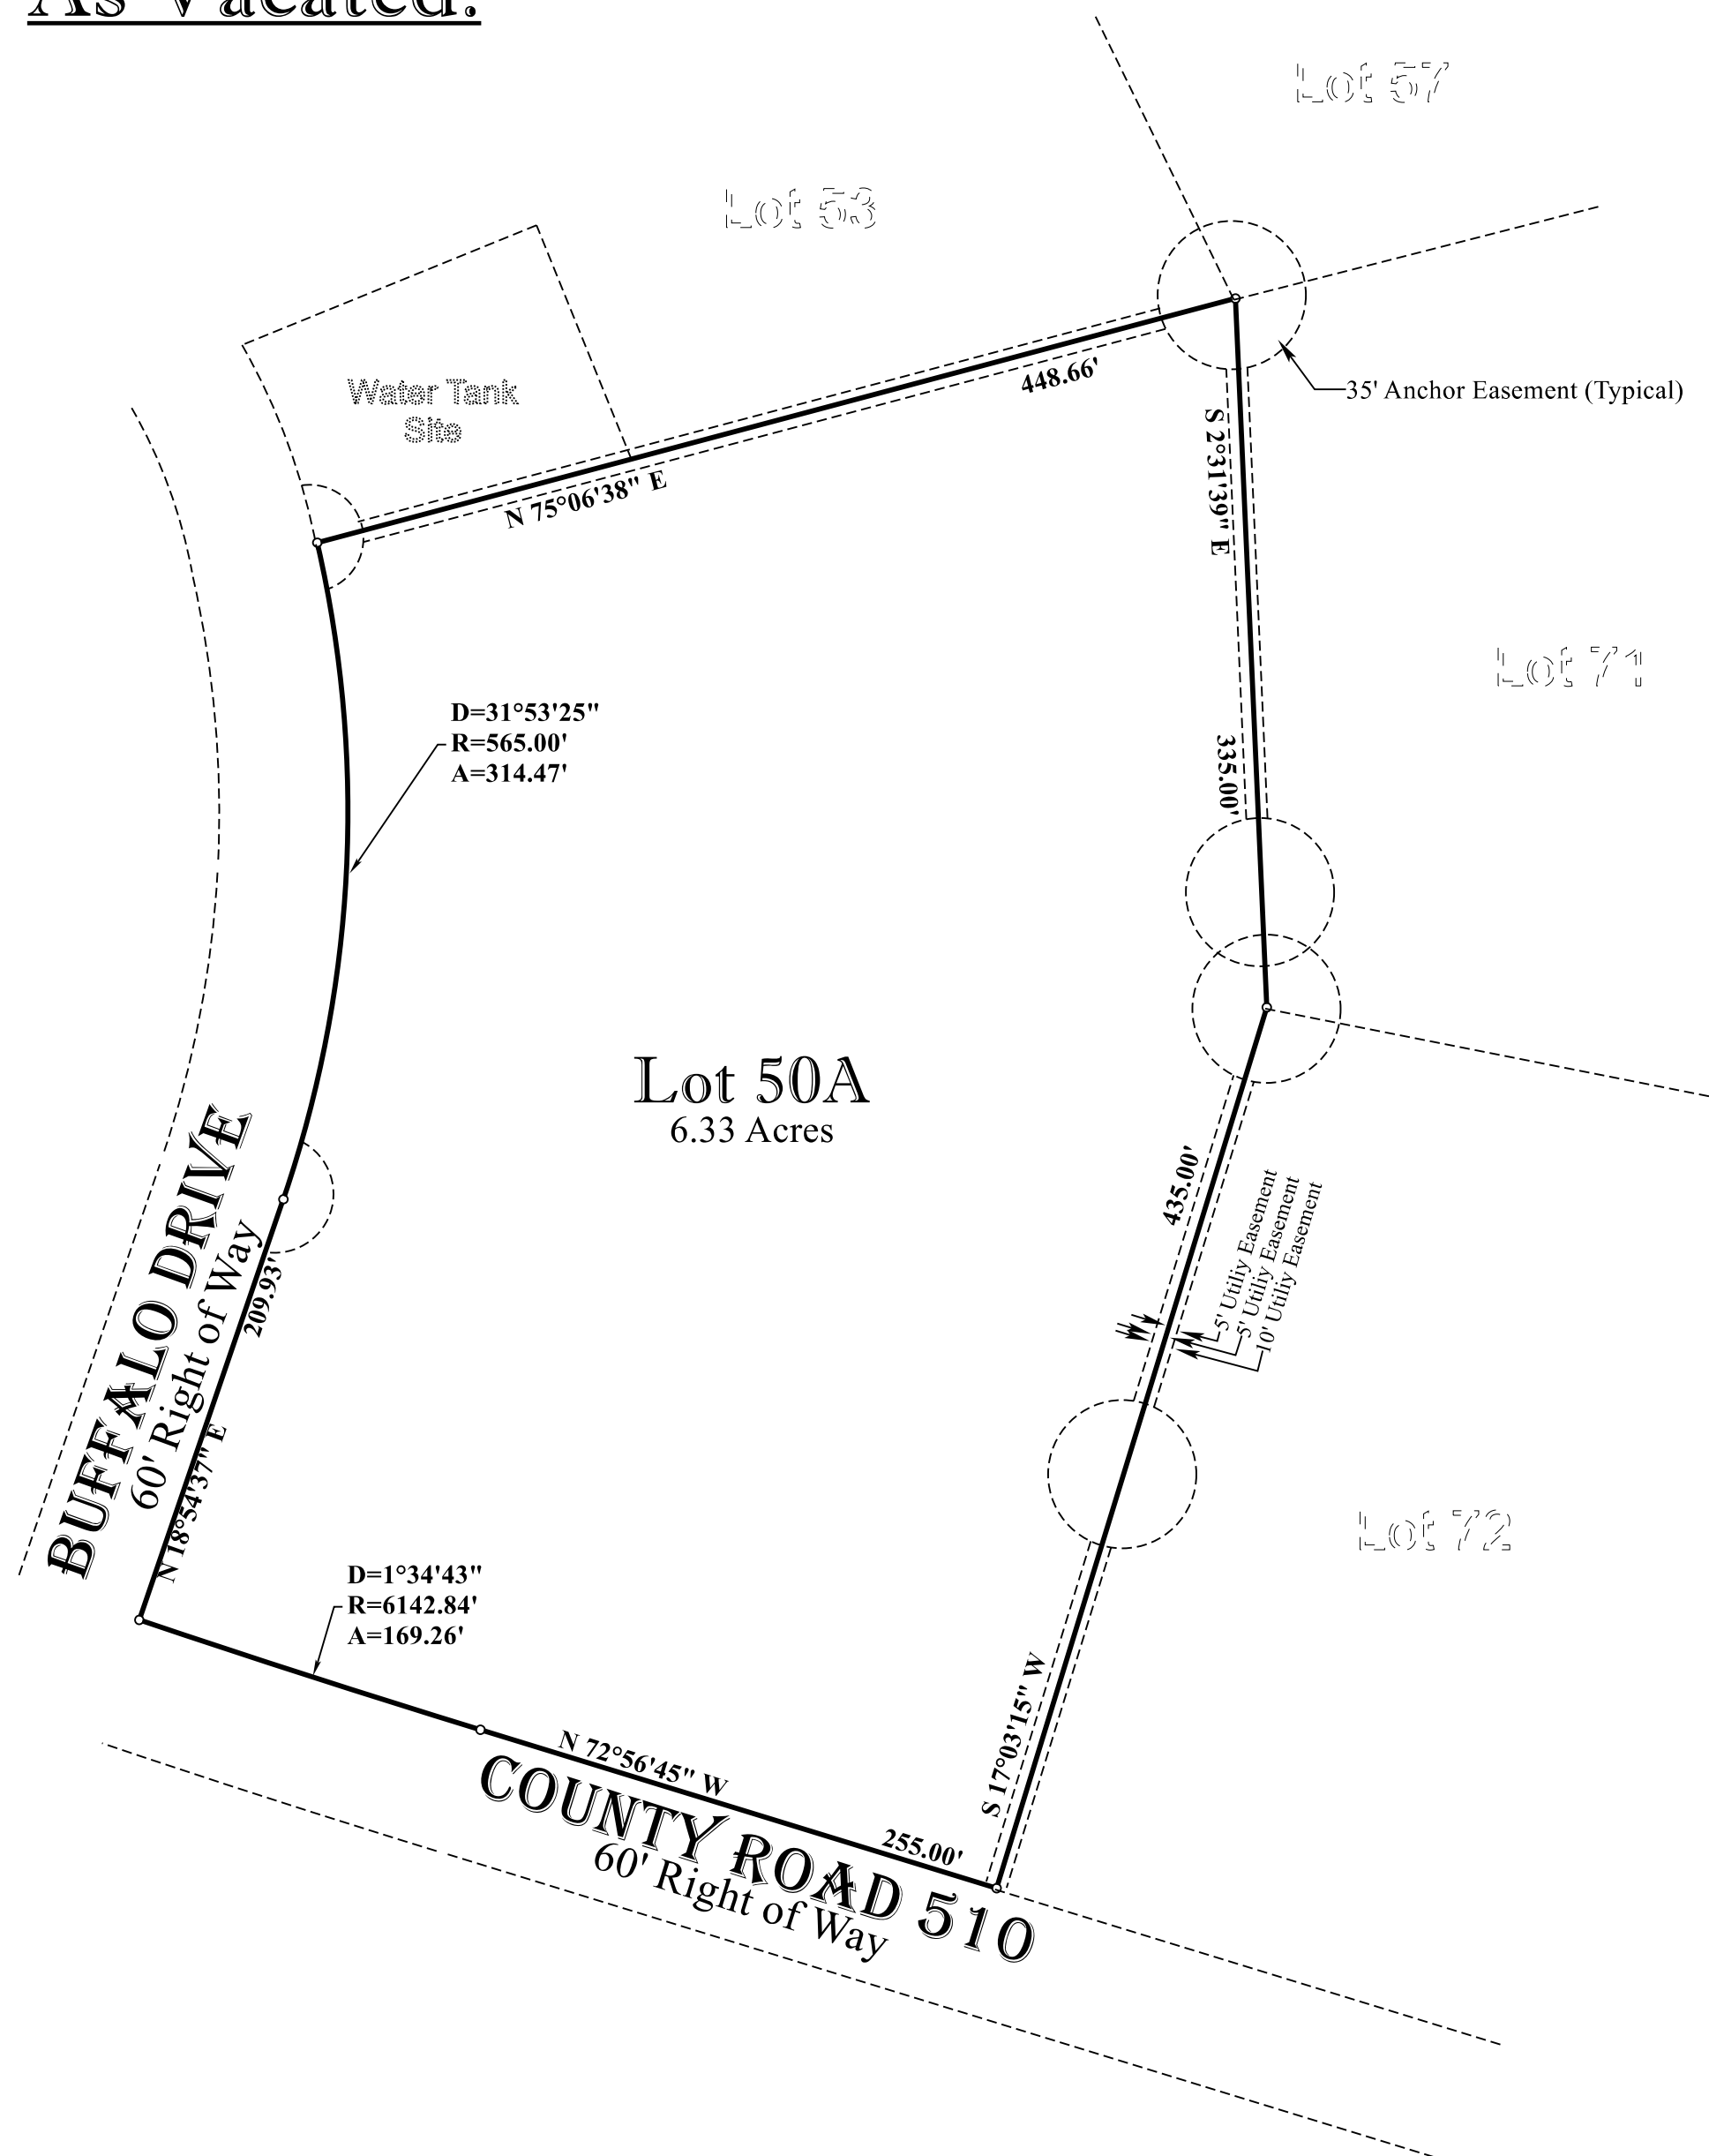 As Vacated:
Lot 57
Lot 53
Water Tank
Site
448.66'
35' Anchor Easement (Typical)
N 75°06'38" E
S 2°31'39" E
335.00'
Lot 71
D=31°53'25"
R=565.00'
A=314.47'
Lot 50A
6.33 Acres
BUFFALO DRIVE
60' Right of Way
209.93'
N 18°54'37" E
435.00'
5' Utiliy Easement
5' Utiliy Easement
10' Utiliy Easement
Lot 72
D=1°34'43"
R=6142.84'
A=169.26'
S 17°03'15" W
N 72°56'45" W
255.00'
COUNTY ROAD 510
60' Right of Way